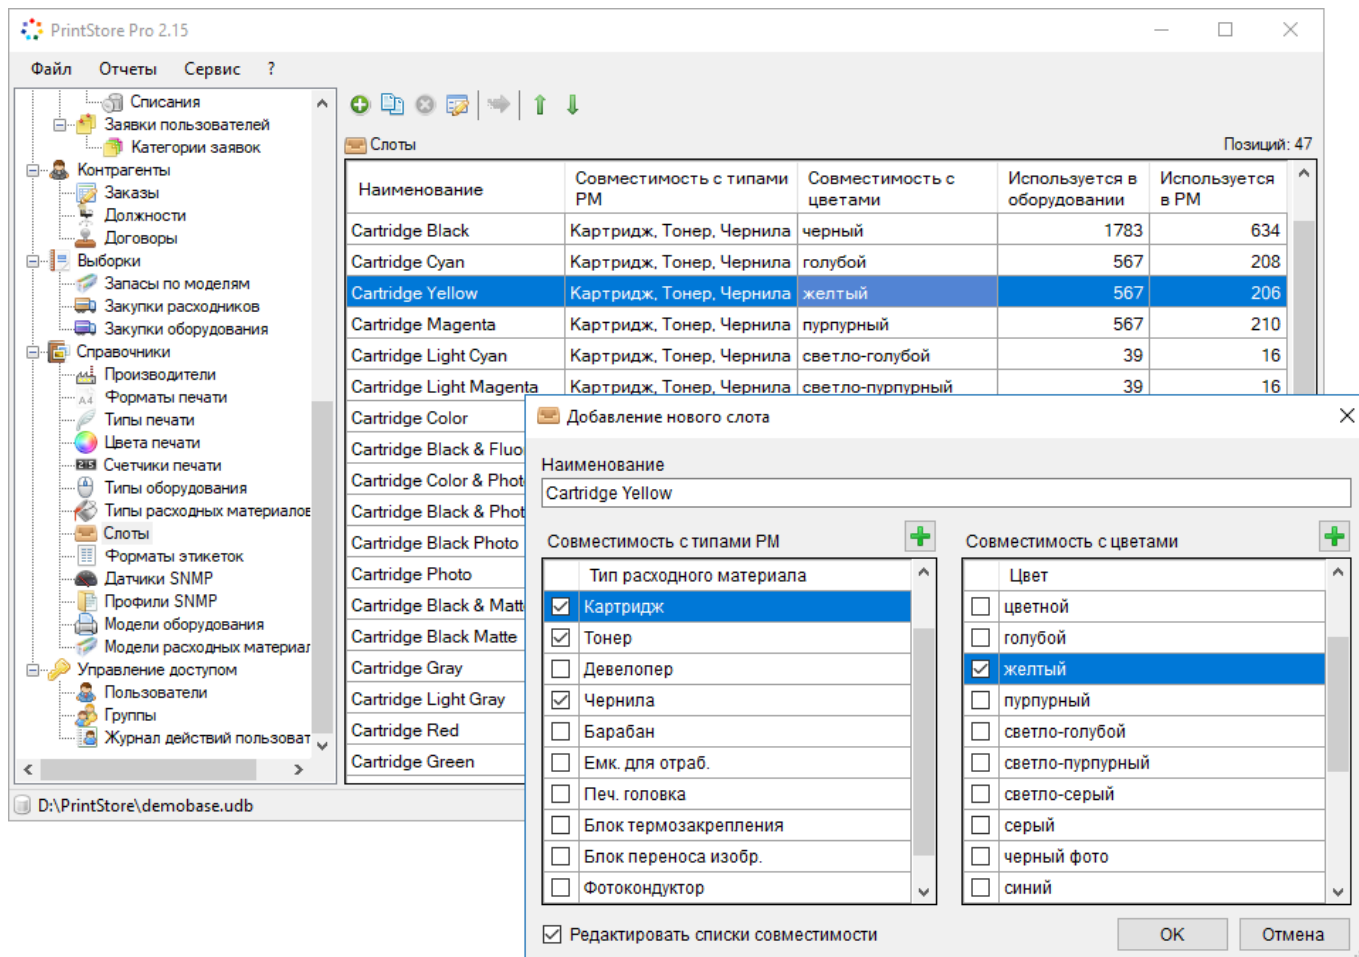 PrintStore Pro 2.15
Файл Отчеты Сервис ?
Списания
Заявки пользователей
Категории заявок
Контрагенты
Заказы
Должности
Договоры
Выборки
Запасы по моделям
Закупки расходников
Закупки оборудования
Справочники
Производители
Форматы печати
Типы печати
Цвета печати
Счетчики печати
Типы оборудования
Типы расходных материалов
Слоты
Форматы этикеток
Датчики SNMP
Профили SNMP
Модели оборудования
Модели расходных материал
Управление доступом
Пользователи
Группы
Журнал действий пользоват
D:\PrintStore\demobase.udb
Слоты Позиций: 47
Наименование Совместимость с типами РМ Совместимость с цветами Используется в оборудовании Используется в РМ
Cartridge Black Картридж, Тонер, Чернила черный 1783 634
Cartridge Cyan Картридж, Тонер, Чернила голубой 567 208
Cartridge Yellow Картридж, Тонер, Чернила желтый 567 206
Cartridge Magenta Картридж, Тонер, Чернила пурпурный 567 210
Cartridge Light Cyan Картридж, Тонер, Чернила светло-голубой 39 16
Cartridge Light Magenta Картридж, Тонер, Чернила светло-пурпурный 39 16
Cartridge Color
Cartridge Black & Fluo
Cartridge Color & Phot
Cartridge Black & Phot
Cartridge Black Photo
Cartridge Photo
Cartridge Black & Matt
Cartridge Black Matte
Cartridge Gray
Cartridge Light Gray
Cartridge Red
Cartridge Green
Добавление нового слота
Наименование
Cartridge Yellow
Совместимость с типами РМ
Тип расходного материала
Картридж
Тонер
Девелопер
Чернила
Барабан
Емк. для отраб.
Печ. головка
Блок термозакрепления
Блок переноса изобр.
Фотокондуктор
Совместимость с цветами
Цвет
цветной
голубой
желтый
пурпурный
светло-голубой
светло-пурпурный
светло-серый
серый
черный фото
синий
Редактировать списки совместимости
OK Отмена